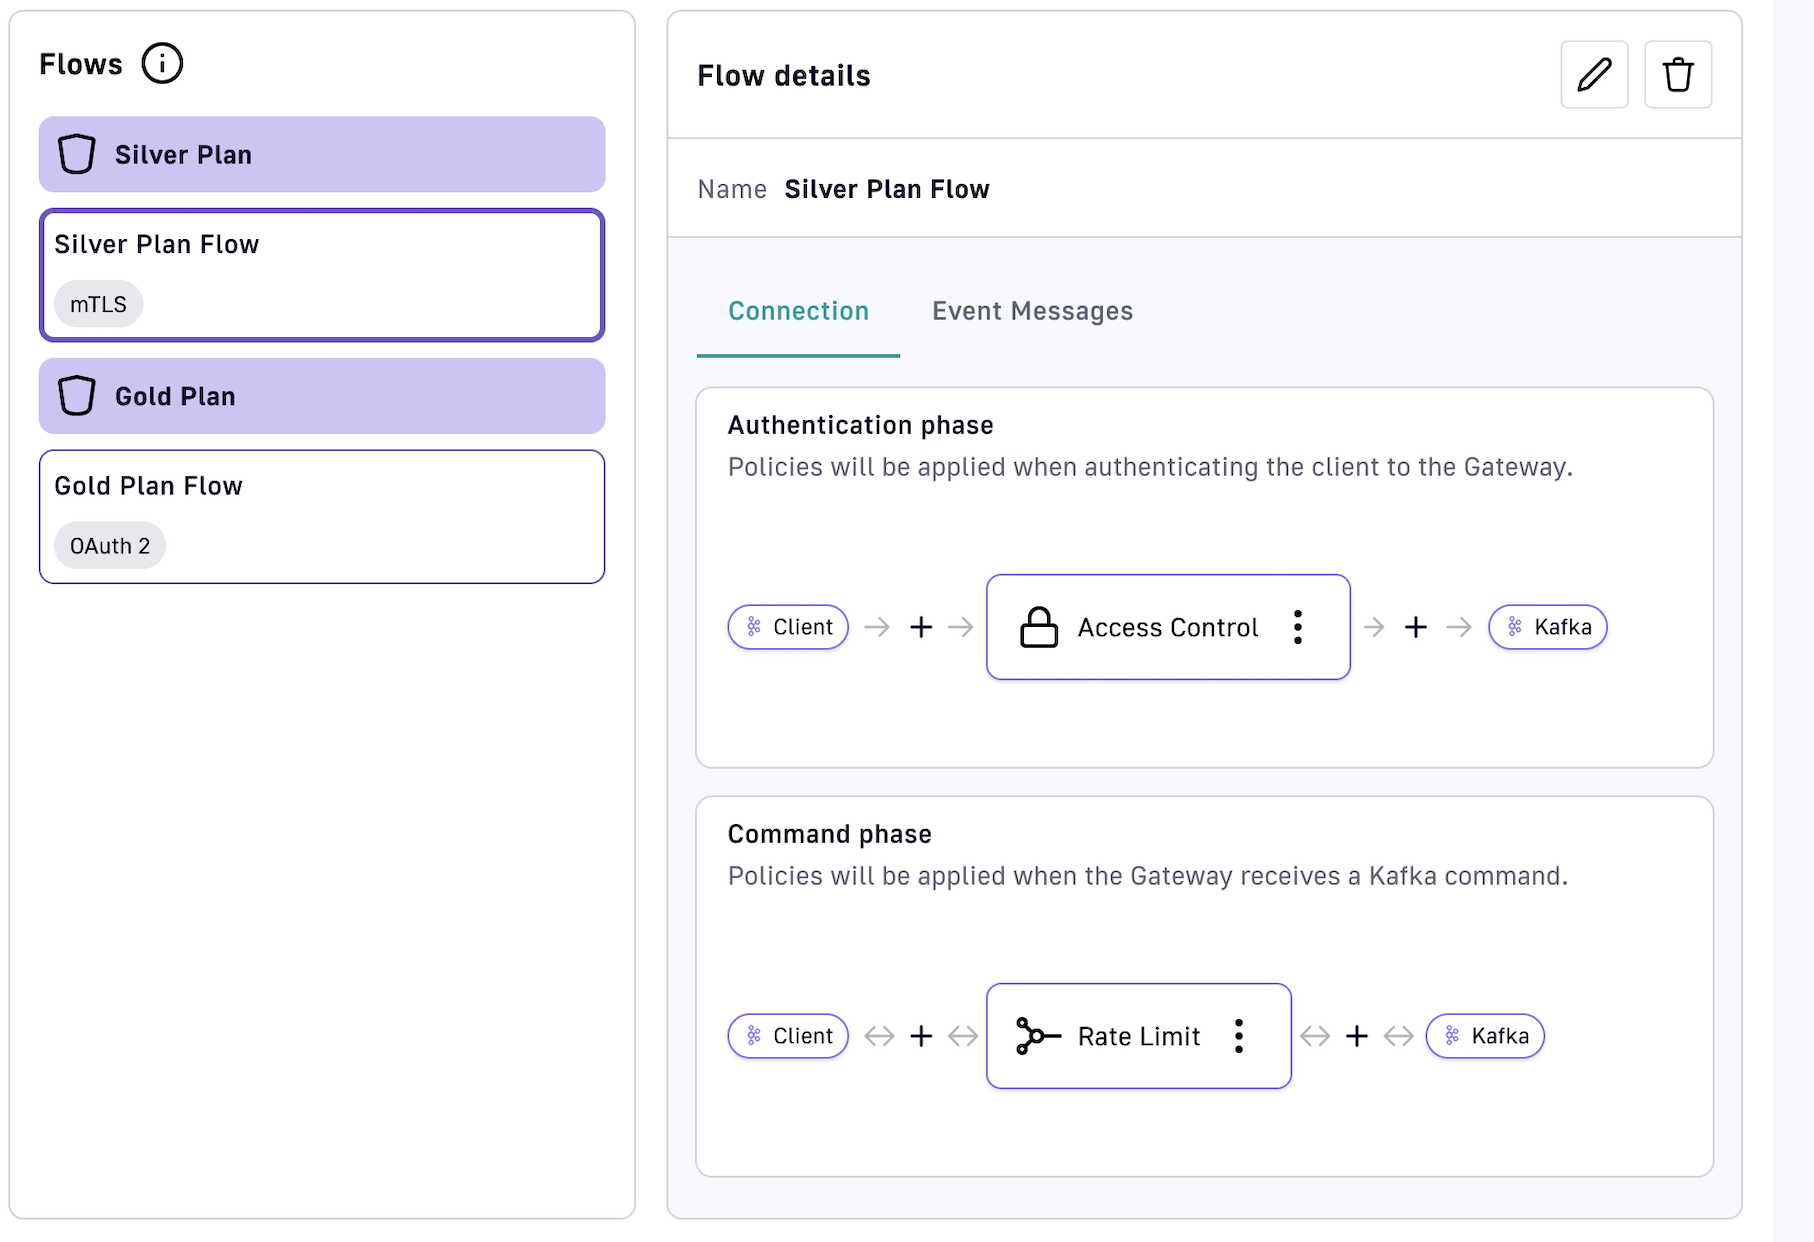 Flows
Silver Plan
Silver Plan Flow
mTLS
Gold Plan
Gold Plan Flow
OAuth 2
Flow details
Name Silver Plan Flow
Connection Event Messages
Authentication phase
Policies will be applied when authenticating the client to the Gateway.
Client Access Control Kafka
Command phase
Policies will be applied when the Gateway receives a Kafka command.
Client Rate Limit Kafka